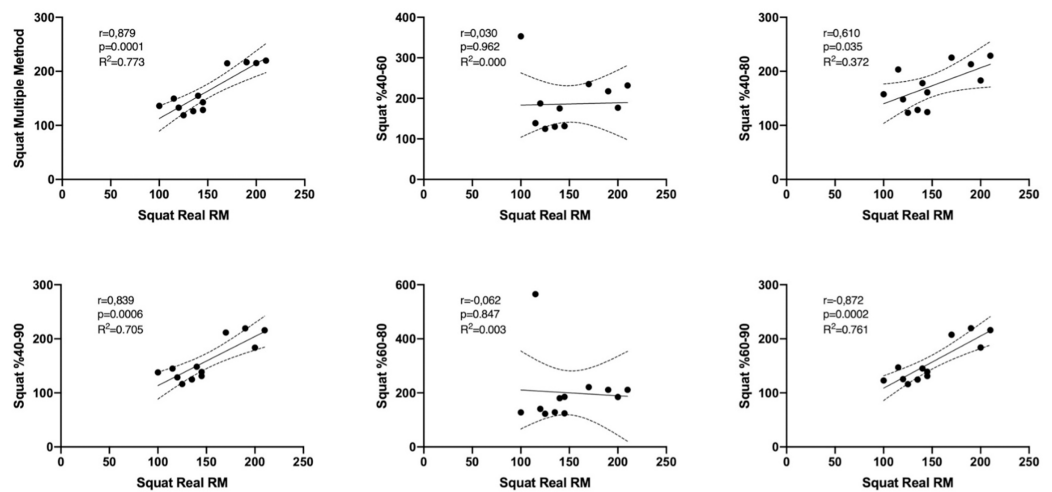 300
200
100
0
Squat Multiple Method
r=0,879
p=0.0001
R²=0.773
0 50 100 150 200 250
Squat Real RM
400
300
200
100
0
Squat %40-60
r=0,030
p=0.962
R²=0.000
0 50 100 150 200 250
Squat Real RM
300
200
100
0
Squat %40-80
r=0,610
p=0.035
R²=0.372
0 50 100 150 200 250
Squat Real RM
300
200
100
0
Squat %40-90
r=0,839
p=0.0006
R²=0.705
0 50 100 150 200 250
Squat Real RM
600
400
200
0
Squat %60-80
r=-0,062
p=0.847
R²=0.003
0 50 100 150 200 250
Squat Real RM
300
200
100
0
Squat %60-90
r=-0,872
p=0.0002
R²=0.761
0 50 100 150 200 250
Squat Real RM